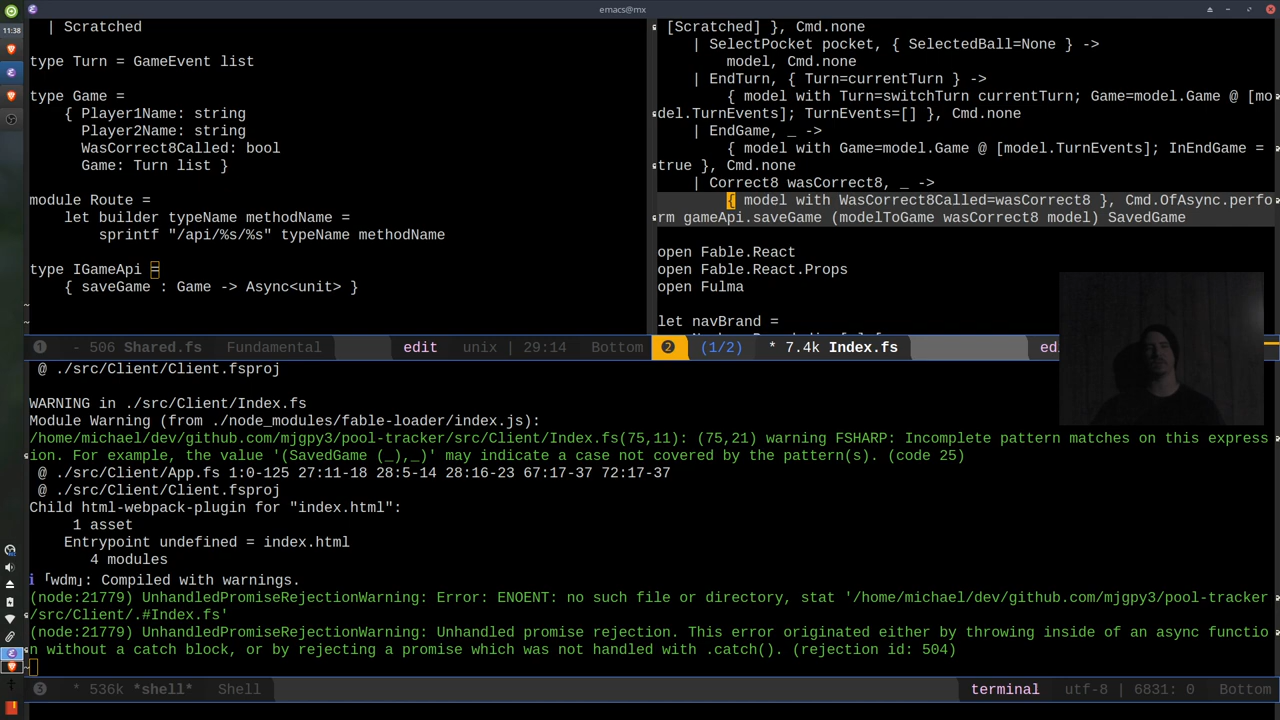 emacs@mx
11:38
| Scratched
type Turn = GameEvent list
type Game =
{ Player1Name: string
Player2Name: string
WasCorrect8Called: bool
Game: Turn list }
module Route =
let builder typeName methodName =
sprintf "/api/%s/%s" typeName methodName
type IGameApi =
{ saveGame : Game -> Async<unit> }
~
~
❶ - 506 Shared.fs Fundamental edit unix | 29:14 Bottom
[Scratched] }, Cmd.none
| SelectPocket pocket, { SelectedBall=None } ->
model, Cmd.none
| EndTurn, { Turn=currentTurn } ->
{ model with Turn=switchTurn currentTurn; Game=model.Game @ [mo
del.TurnEvents]; TurnEvents=[] }, Cmd.none
| EndGame, _ ->
{ model with Game=model.Game @ [model.TurnEvents]; InEndGame =
true }, Cmd.none
| Correct8 wasCorrect8, _ ->
{ model with WasCorrect8Called=wasCorrect8 }, Cmd.OfAsync.perfo
rm gameApi.saveGame (modelToGame wasCorrect8 model) SavedGame
open Fable.React
open Fable.React.Props
open Fulma
let navBrand =
❷ (1/2) * 7.4k Index.fs
@ ./src/Client/Client.fsproj
WARNING in ./src/Client/Index.fs
Module Warning (from ./node_modules/fable-loader/index.js):
/home/michael/dev/github.com/mjgpy3/pool-tracker/src/Client/Index.fs(75,11): (75,21) warning FSHARP: Incomplete pattern matches on this express
ion. For example, the value '(SavedGame (_),_)' may indicate a case not covered by the pattern(s). (code 25)
@ ./src/Client/App.fs 1:0-125 27:11-18 28:5-14 28:16-23 67:17-37 72:17-37
@ ./src/Client/Client.fsproj
Child html-webpack-plugin for "index.html":
1 asset
Entrypoint undefined = index.html
4 modules
ℹ ｢wdm｣: Compiled with warnings.
(node:21779) UnhandledPromiseRejectionWarning: Error: ENOENT: no such file or directory, stat '/home/michael/dev/github.com/mjgpy3/pool-tracker
/src/Client/.#Index.fs'
(node:21779) UnhandledPromiseRejectionWarning: Unhandled promise rejection. This error originated either by throwing inside of an async functio
n without a catch block, or by rejecting a promise which was not handled with .catch(). (rejection id: 504)
❸ * 536k *shell* Shell terminal utf-8 | 6831: 0 Bottom